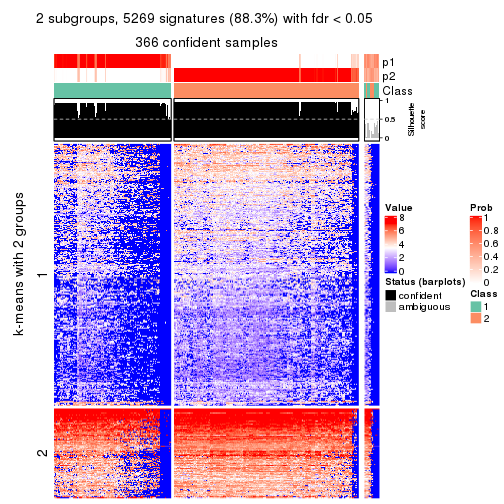 2 subgroups, 5269 signatures (88.3%) with fdr < 0.05
366 confident samples
p1
p2
Class
1
0.5
0
Silhouette
score
k-means with 2 groups
1
2
Value
8
6
4
2
0
Status (barplots)
confident
ambiguous
Prob
1
0.8
0.6
0.4
0.2
0
Class
1
2